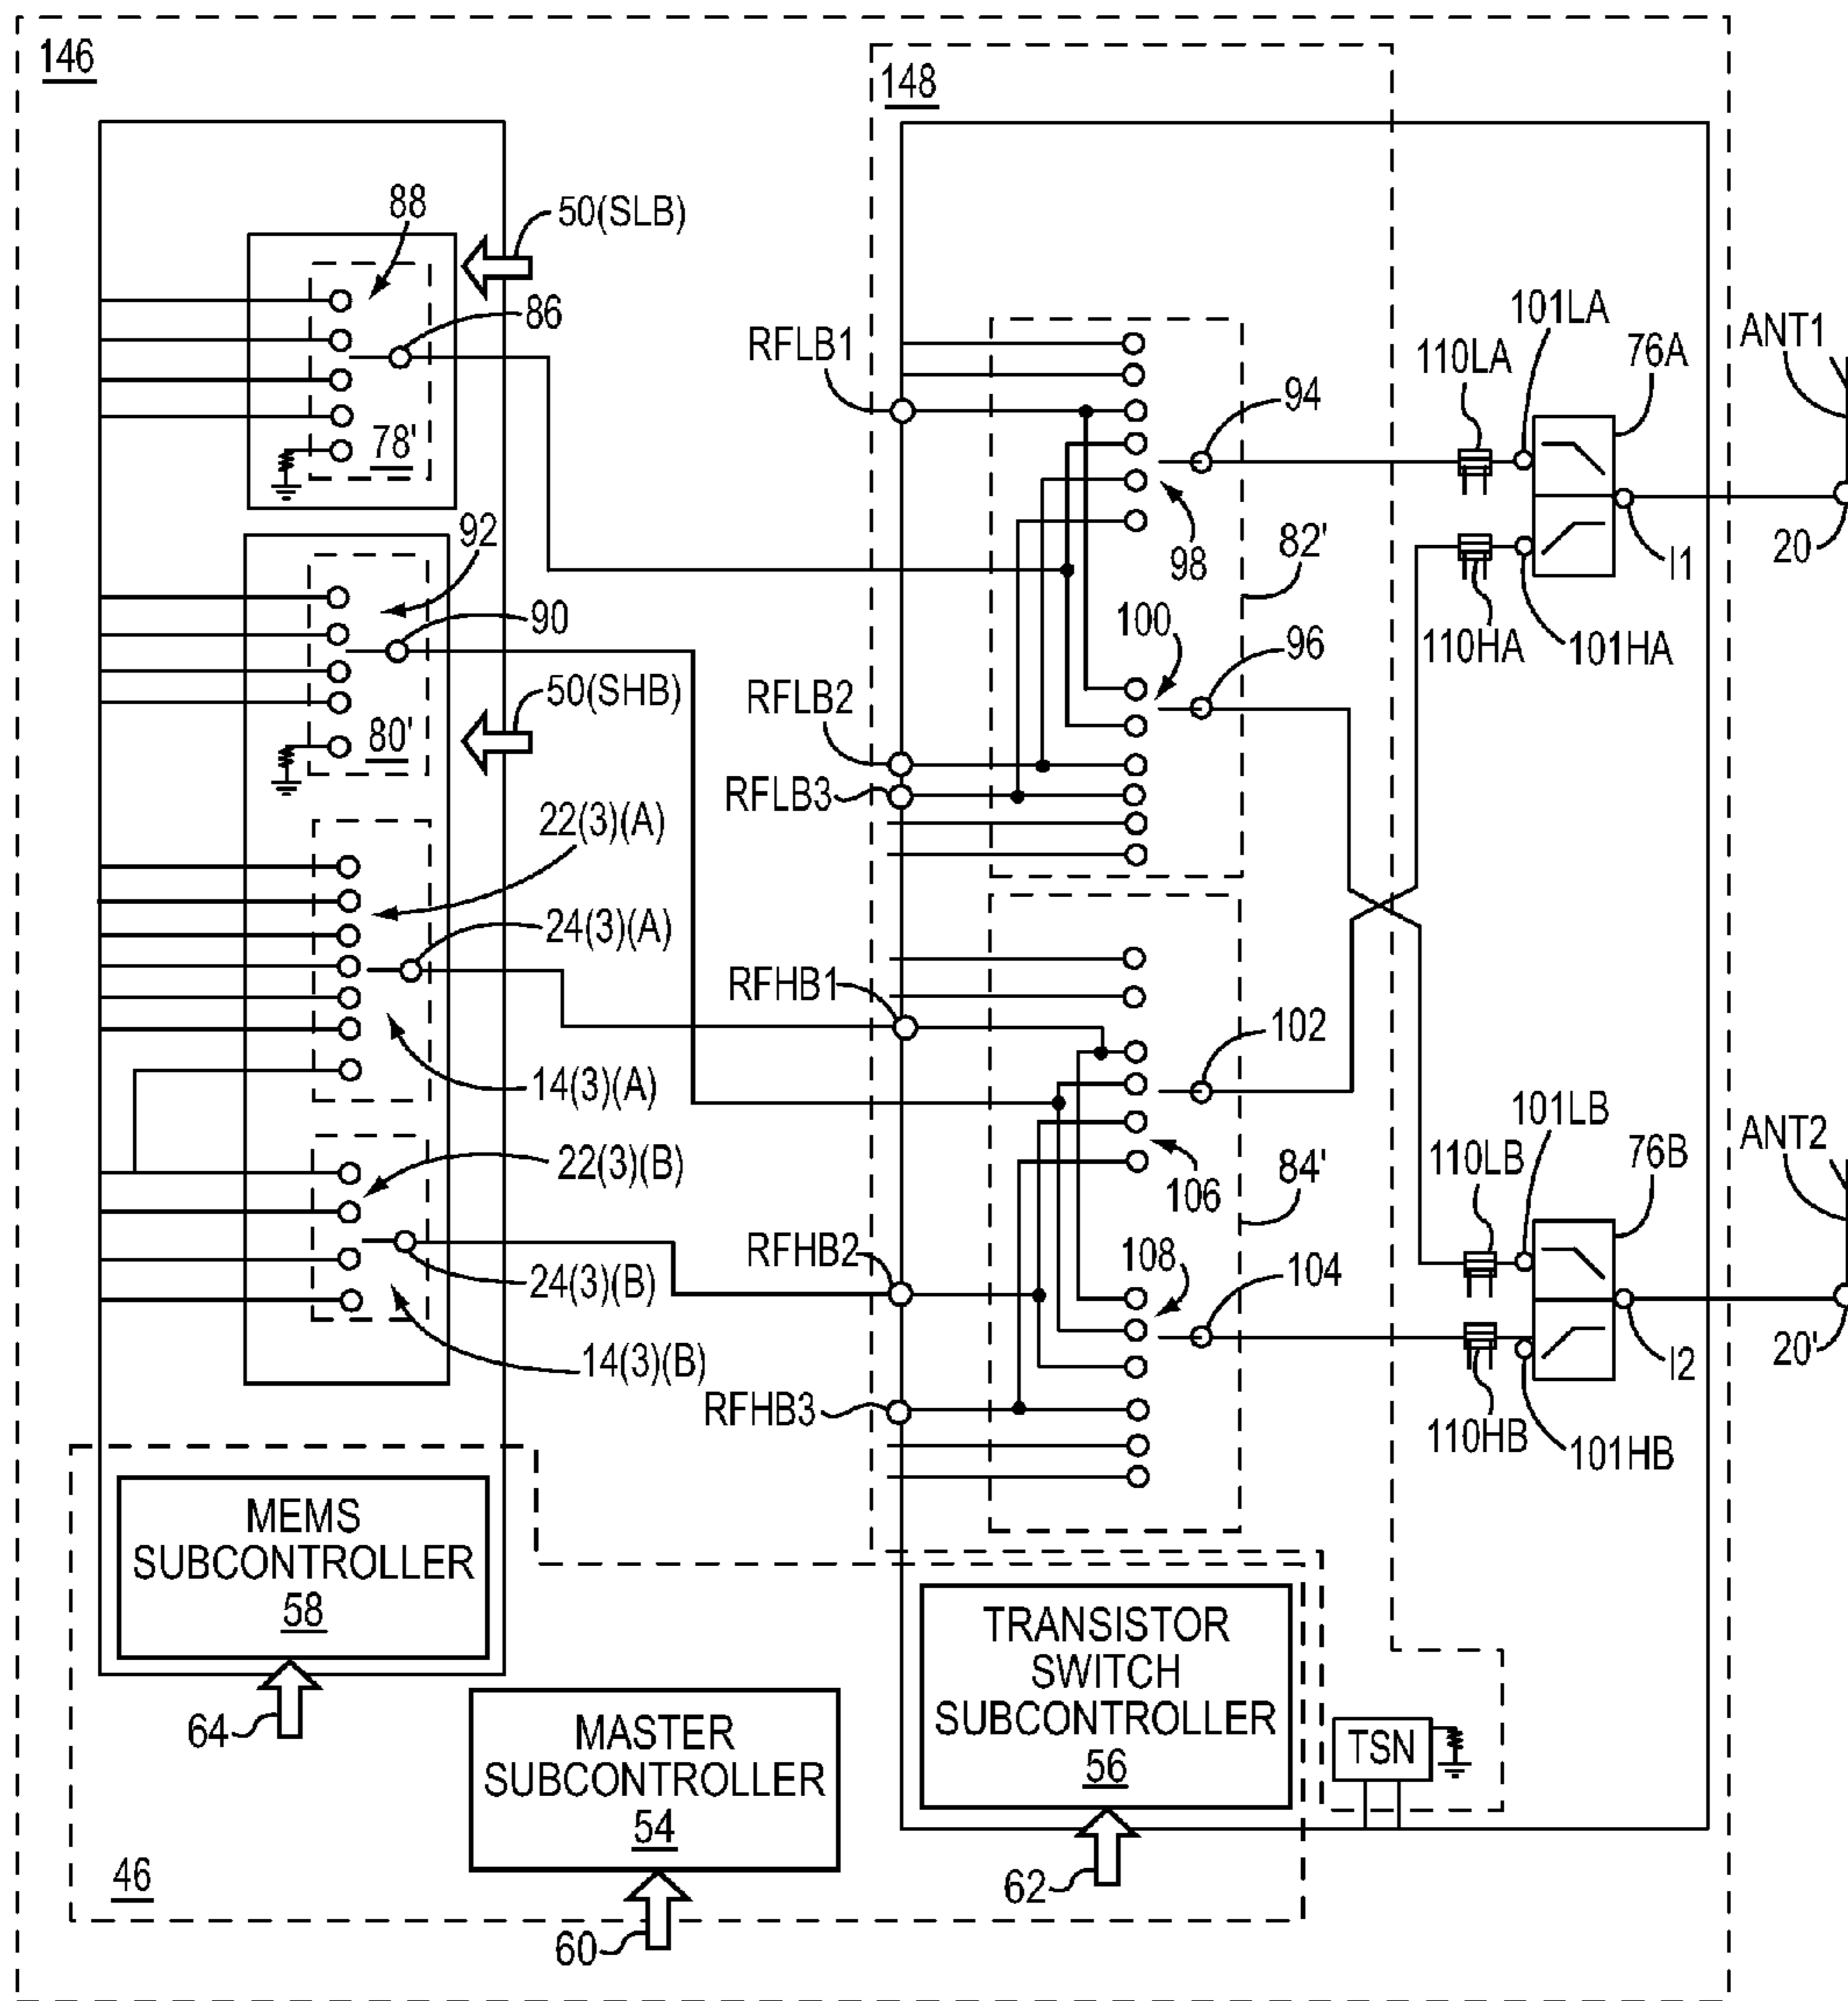 146
148
88
50(SLB)
86
78'
92
90
50(SHB)
80'
22(3)(A)
24(3)(A)
14(3)(A)
22(3)(B)
24(3)(B)
14(3)(B)
RFLB1
94
98
82'
100
96
RFLB2
RFLB3
RFHB1
102
106
84'
RFHB2
108
104
RFHB3
110LA
101LA
76A
ANT1
I1
20
110HA
101HA
101LB
110LB
76B
ANT2
I2
20'
110HB
101HB
MEMS
SUBCONTROLLER
58
64
MASTER
SUBCONTROLLER
54
60
TRANSISTOR
SWITCH
SUBCONTROLLER
56
62
TSN
46